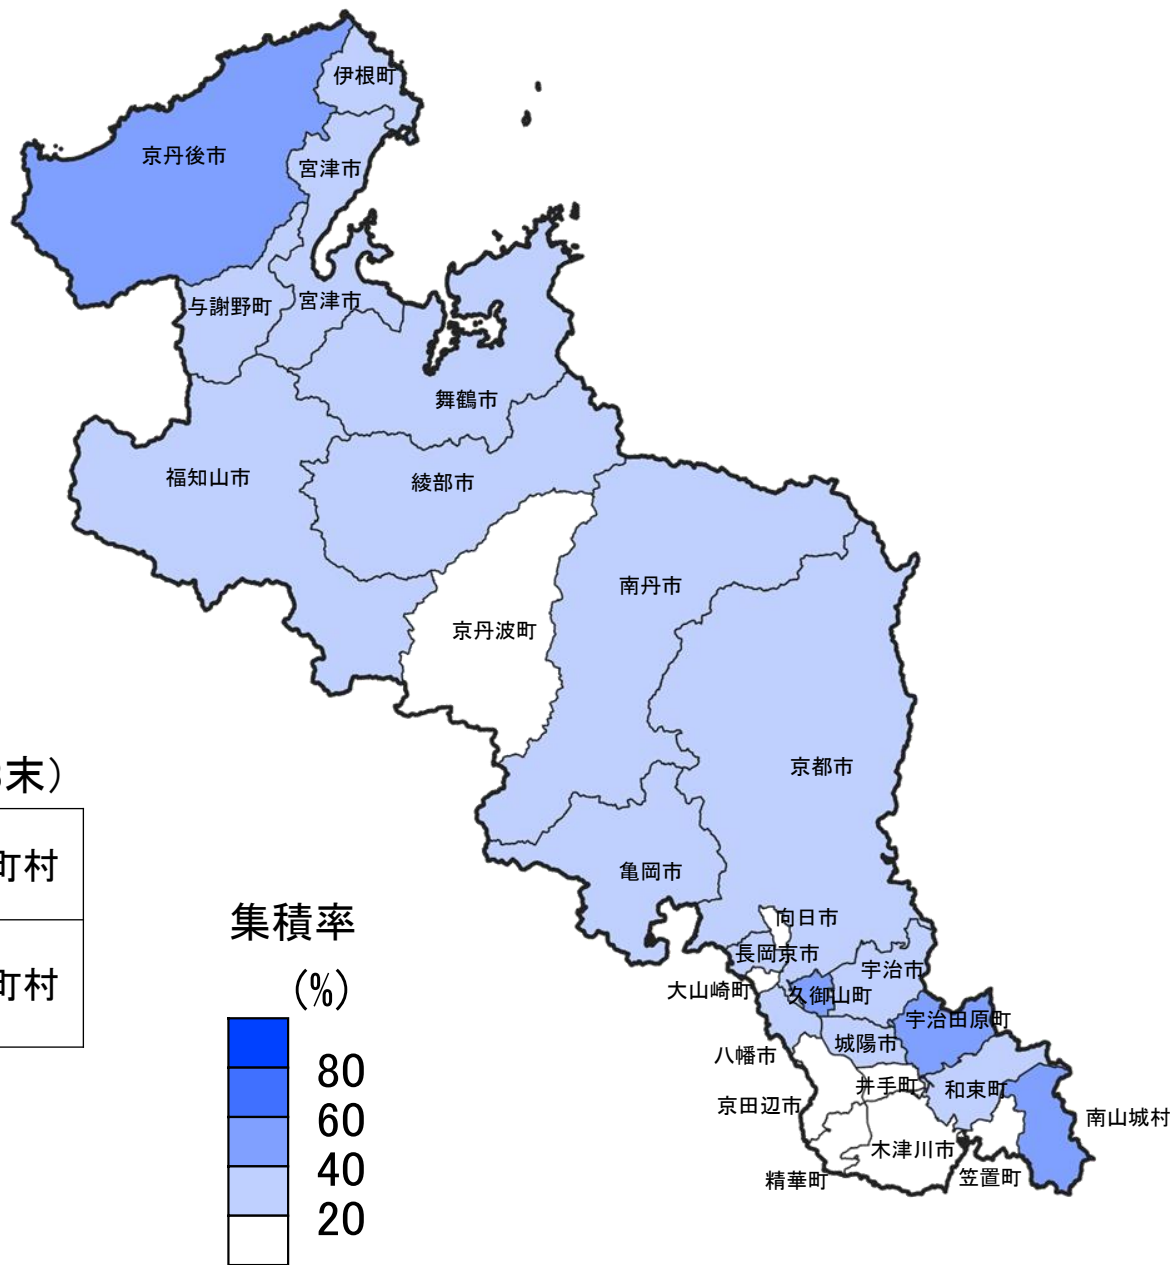 伊根町
京丹後市
宮津市
与謝野町
宮津市
舞鶴市
福知山市
綾部市
南丹市
京丹波町
京都市
末）
町村
亀岡市
町村
集積率
(%)
80
60
40
20
向日市
長岡京市
宇治市
大山崎町
久御山町
宇治田原町
城陽市
八幡市
井手町
和束町
京田辺市
南山城村
木津川市
精華町
笠置町